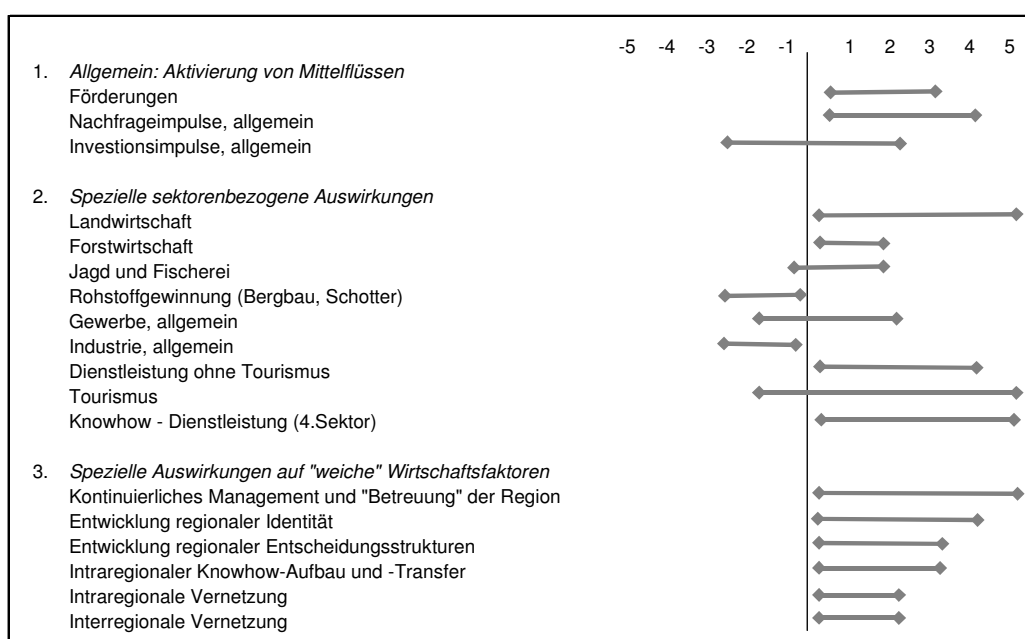 -5 -4 -3 -2 -1 1 2 3 4 5
1. Allgemein: Aktivierung von Mittelflüssen
Förderungen
Nachfrageimpulse, allgemein
Investionsimpulse, allgemein
2. Spezielle sektorenbezogene Auswirkungen
Landwirtschaft
Forstwirtschaft
Jagd und Fischerei
Rohstoffgewinnung (Bergbau, Schotter)
Gewerbe, allgemein
Industrie, allgemein
Dienstleistung ohne Tourismus
Tourismus
Knowhow - Dienstleistung (4.Sektor)
3. Spezielle Auswirkungen auf "weiche" Wirtschaftsfaktoren
Kontinuierliches Management und "Betreuung" der Region
Entwicklung regionaler Identität
Entwicklung regionaler Entscheidungsstrukturen
Intraregionaler Knowhow-Aufbau und -Transfer
Intraregionale Vernetzung
Interregionale Vernetzung